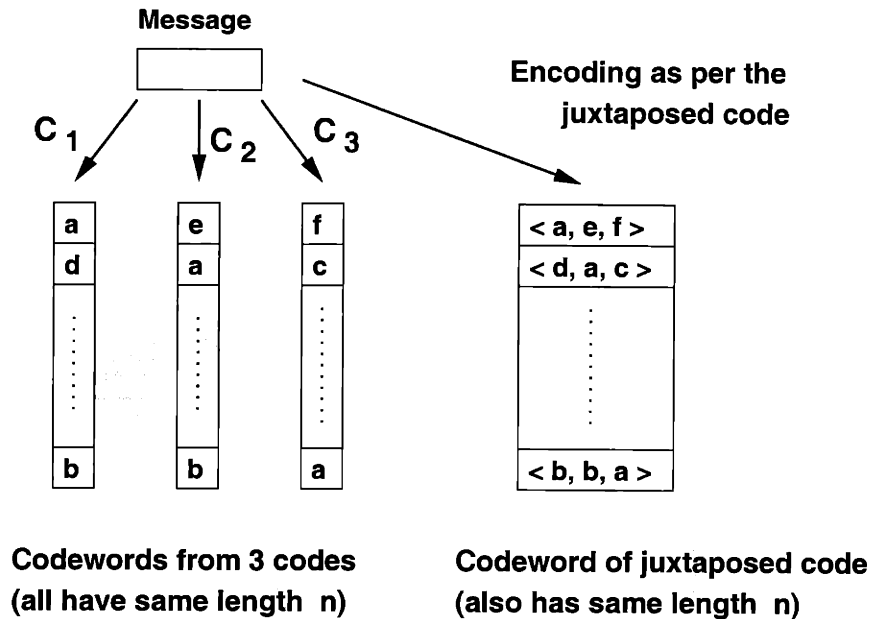 Message
Encoding as per the
juxtaposed code
C 1
C 2
C 3
a
d
b
e
a
b
f
c
a
< a, e, f >
< d, a, c >
< b, b, a >
Codewords from 3 codes
(all have same length n)
Codeword of juxtaposed code
(also has same length n)